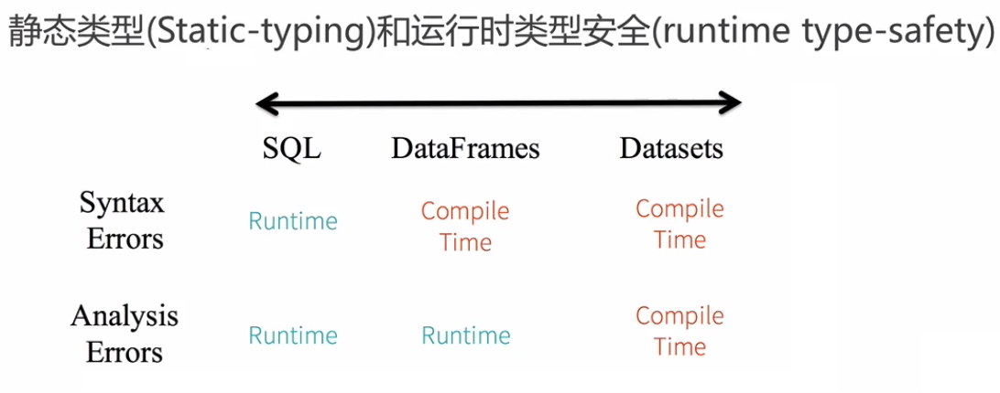 静态类型(Static-typing)和运行时类型安全(runtime type-safety)
SQL DataFrames Datasets
Syntax Errors
Runtime
Compile Time
Compile Time
Analysis Errors
Runtime
Runtime
Compile Time